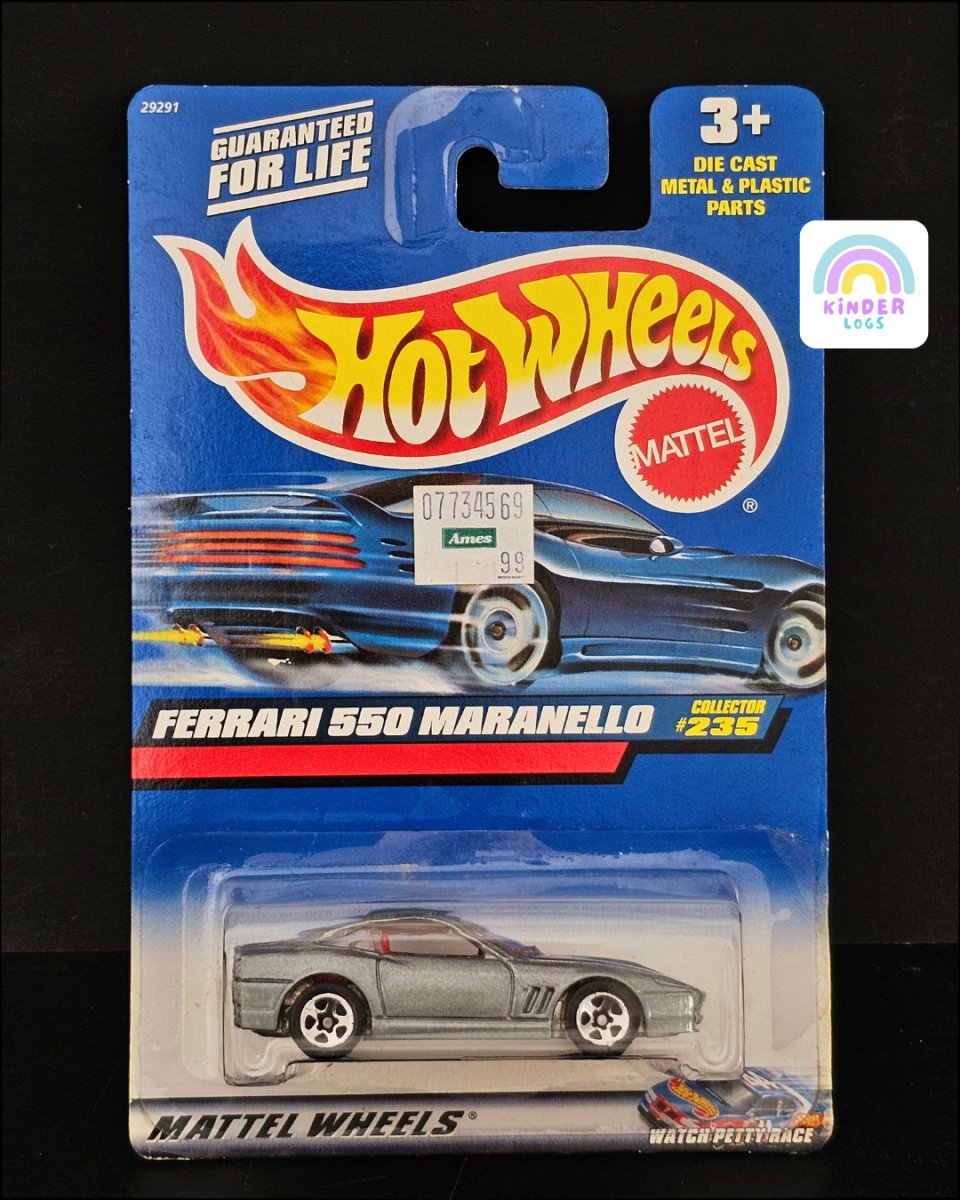 29291
GUARANTEED
FOR LIFE
3+
DIE CAST
METAL & PLASTIC
PARTS
KiNDER
LOGS
HOT WHEELS
MATTEL
®
07734569
Ames
99
FERRARI 550 MARANELLO
COLLECTOR
#235
MATTEL WHEELS®
WATCH PETTY RACE